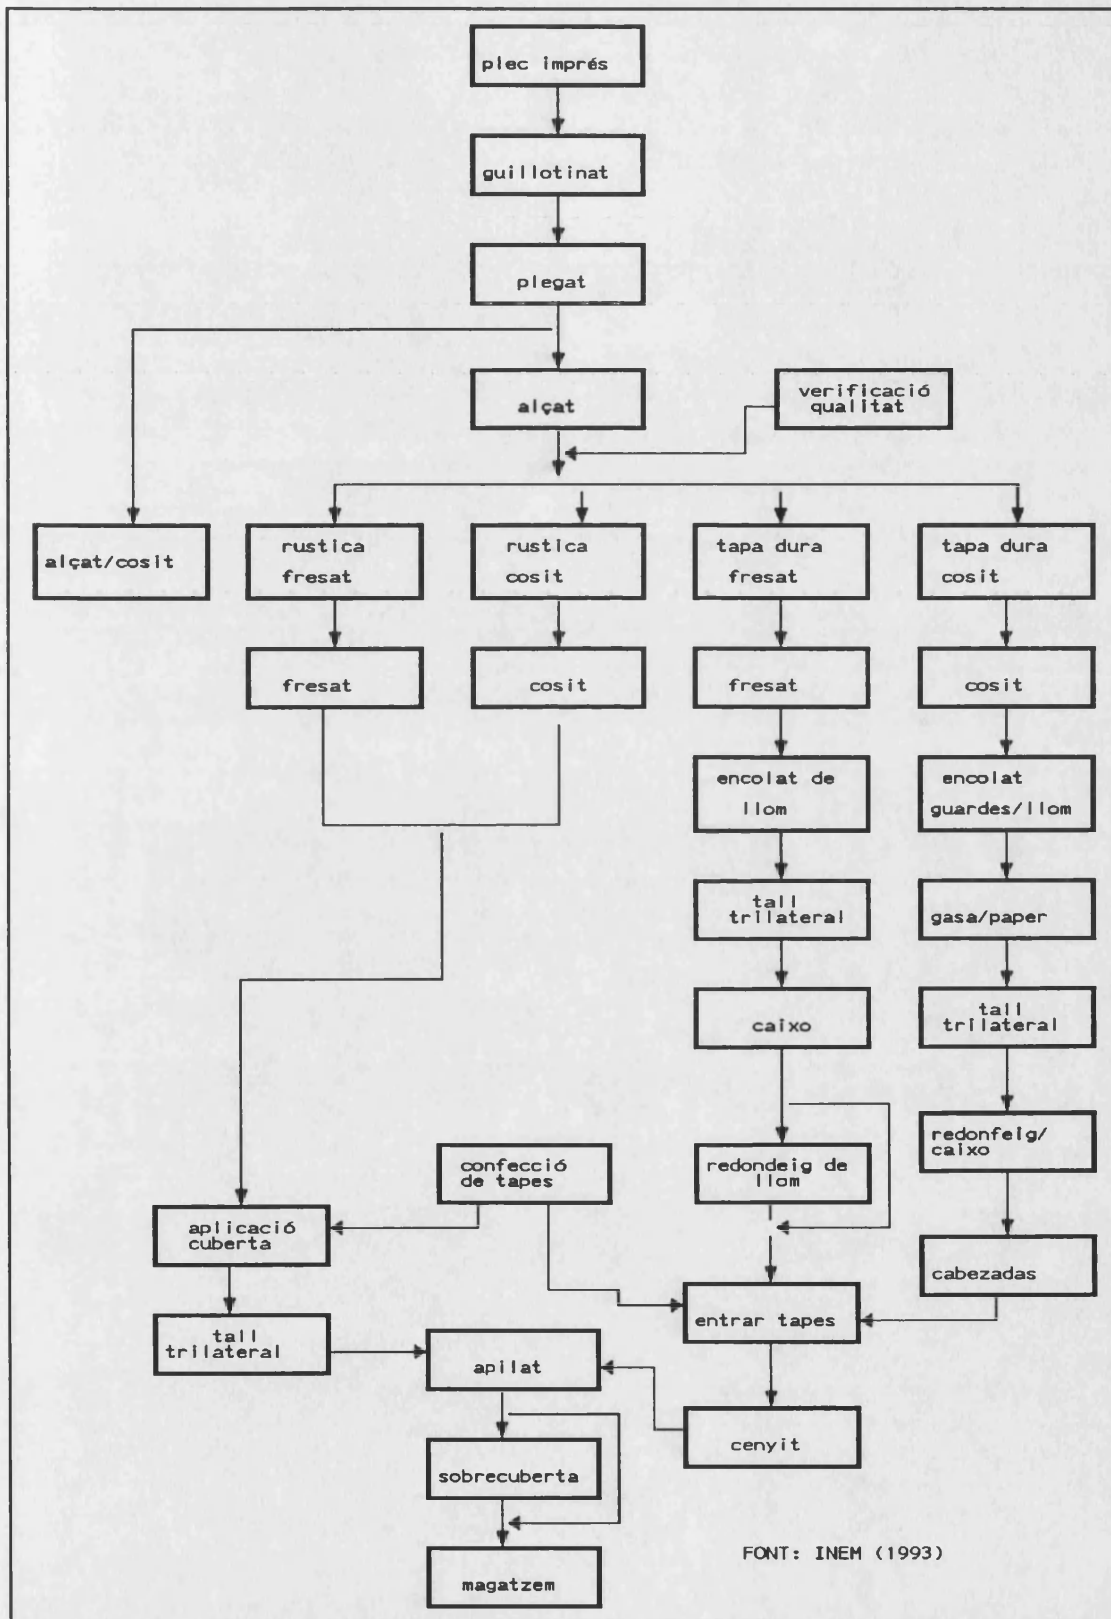 plec imprés
guillotinat
plegat
alçat
verificació
qualitat
alçat/cosit
rustica
fresat
rustica
cosit
tapa dura
fresat
tapa dura
cosit
fresat
cosit
fresat
cosit
encolat de
llom
encolat
guardes/llom
tall
trilateral
gasa/paper
caixo
tall
trilateral
confecció
de tapes
redondeig de
llom
redonfeig/
caixo
aplicació
cuberta
cabezadas
entrar tapes
tall
trilateral
apilat
cenyit
sobrecuberta
magatzem
FONT: INEM (1993)